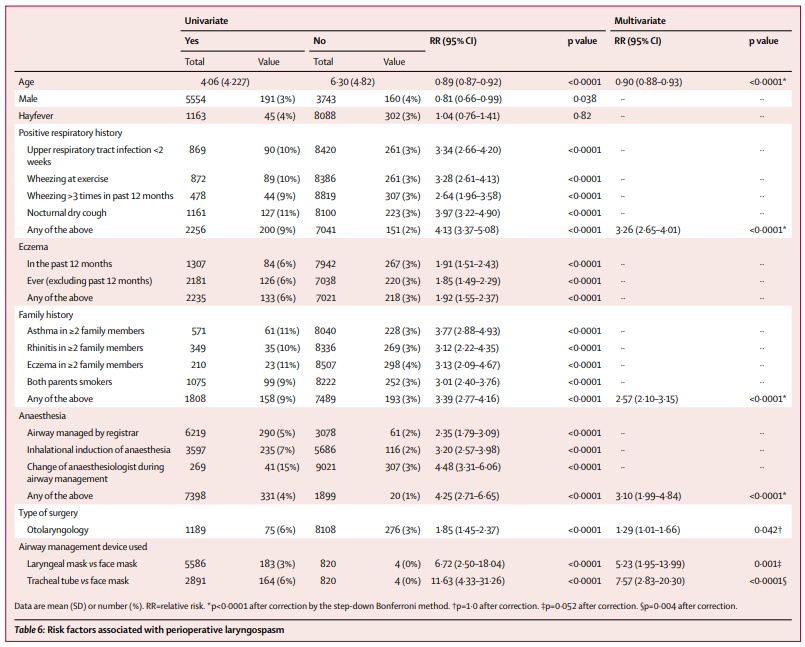 Univariate Multivariate
Yes No RR (95% CI) p value RR (95% CI) p value
Total Value Total Value
Age 4·06 (4·227) 6·30 (4·82) 0·89 (0·87–0·92) <0·0001 0·90 (0·88–0·93) <0·0001*
Male 5554 191 (3%) 3743 160 (4%) 0·81 (0·66–0·99) 0·038 ·· ··
Hayfever 1163 45 (4%) 8088 302 (3%) 1·04 (0·76–1·41) 0·82 ·· ··
Positive respiratory history
Upper respiratory tract infection <2 869 90 (10%) 8420 261 (3%) 3·34 (2·66–4·20) <0·0001 ·· ··
weeks
Wheezing at exercise 872 89 (10%) 8386 261 (3%) 3·28 (2·61–4·13) <0·0001 ·· ··
Wheezing >3 times in past 12 months 478 44 (9%) 8819 307 (3%) 2·64 (1·96–3·58) <0·0001 ·· ··
Nocturnal dry cough 1161 127 (11%) 8100 223 (3%) 3·97 (3·22–4·90) <0·0001 ·· ··
Any of the above 2256 200 (9%) 7041 151 (2%) 4·13 (3·37–5·08) <0·0001 3·26 (2·65–4·01) <0·0001*
Eczema
In the past 12 months 1307 84 (6%) 7942 267 (3%) 1·91 (1·51–2·43) <0·0001 ·· ··
Ever (excluding past 12 months) 2181 126 (6%) 7038 220 (3%) 1·85 (1·49–2·29) <0·0001 ·· ··
Any of the above 2235 133 (6%) 7021 218 (3%) 1·92 (1·55–2·37) <0·0001 ·· ··
Family history
Asthma in ≥2 family members 571 61 (11%) 8040 228 (3%) 3·77 (2·88–4·93) <0·0001 ·· ··
Rhinitis in ≥2 family members 349 35 (10%) 8336 269 (3%) 3·12 (2·22–4·35) <0·0001 ·· ··
Eczema in ≥2 family members 210 23 (11%) 8507 298 (4%) 3·13 (2·09–4·67) <0·0001 ·· ··
Both parents smokers 1075 99 (9%) 8222 252 (3%) 3·01 (2·40–3·76) <0·0001 ·· ··
Any of the above 1808 158 (9%) 7489 193 (3%) 3·39 (2·77–4·16) <0·0001 2·57 (2·10–3·15) <0·0001*
Anaesthesia
Airway managed by registrar 6219 290 (5%) 3078 61 (2%) 2·35 (1·79–3·09) <0·0001 ·· ··
Inhalational induction of anaesthesia 3597 235 (7%) 5686 116 (2%) 3·20 (2·57–3·98) <0·0001 ·· ··
Change of anaesthesiologist during 269 41 (15%) 9021 307 (3%) 4·48 (3·31–6·06) <0·0001 ·· ··
airway management
Any of the above 7398 331 (4%) 1899 20 (1%) 4·25 (2·71–6·65) <0·0001 3·10 (1·99–4·84) <0·0001*
Type of surgery
Otolaryngology 1189 75 (6%) 8108 276 (3%) 1·85 (1·45–2·37) <0·0001 1·29 (1·01–1·66) 0·042†
Airway management device used
Laryngeal mask vs face mask 5586 183 (3%) 820 4 (0%) 6·72 (2·50–18·04) <0·0001 5·23 (1·95–13·99) 0·001‡
Tracheal tube vs face mask 2891 164 (6%) 820 4 (0%) 11·63 (4·33–31·26) <0·0001 7·57 (2·83–20·30) <0·0001§
Data are mean (SD) or number (%). RR=relative risk. *p<0·0001 after correction by the step-down Bonferroni method. †p=1·0 after correction. ‡p=0·052 after correction. §p=0·004 after correction.
Table 6: Risk factors associated with perioperative laryngospasm